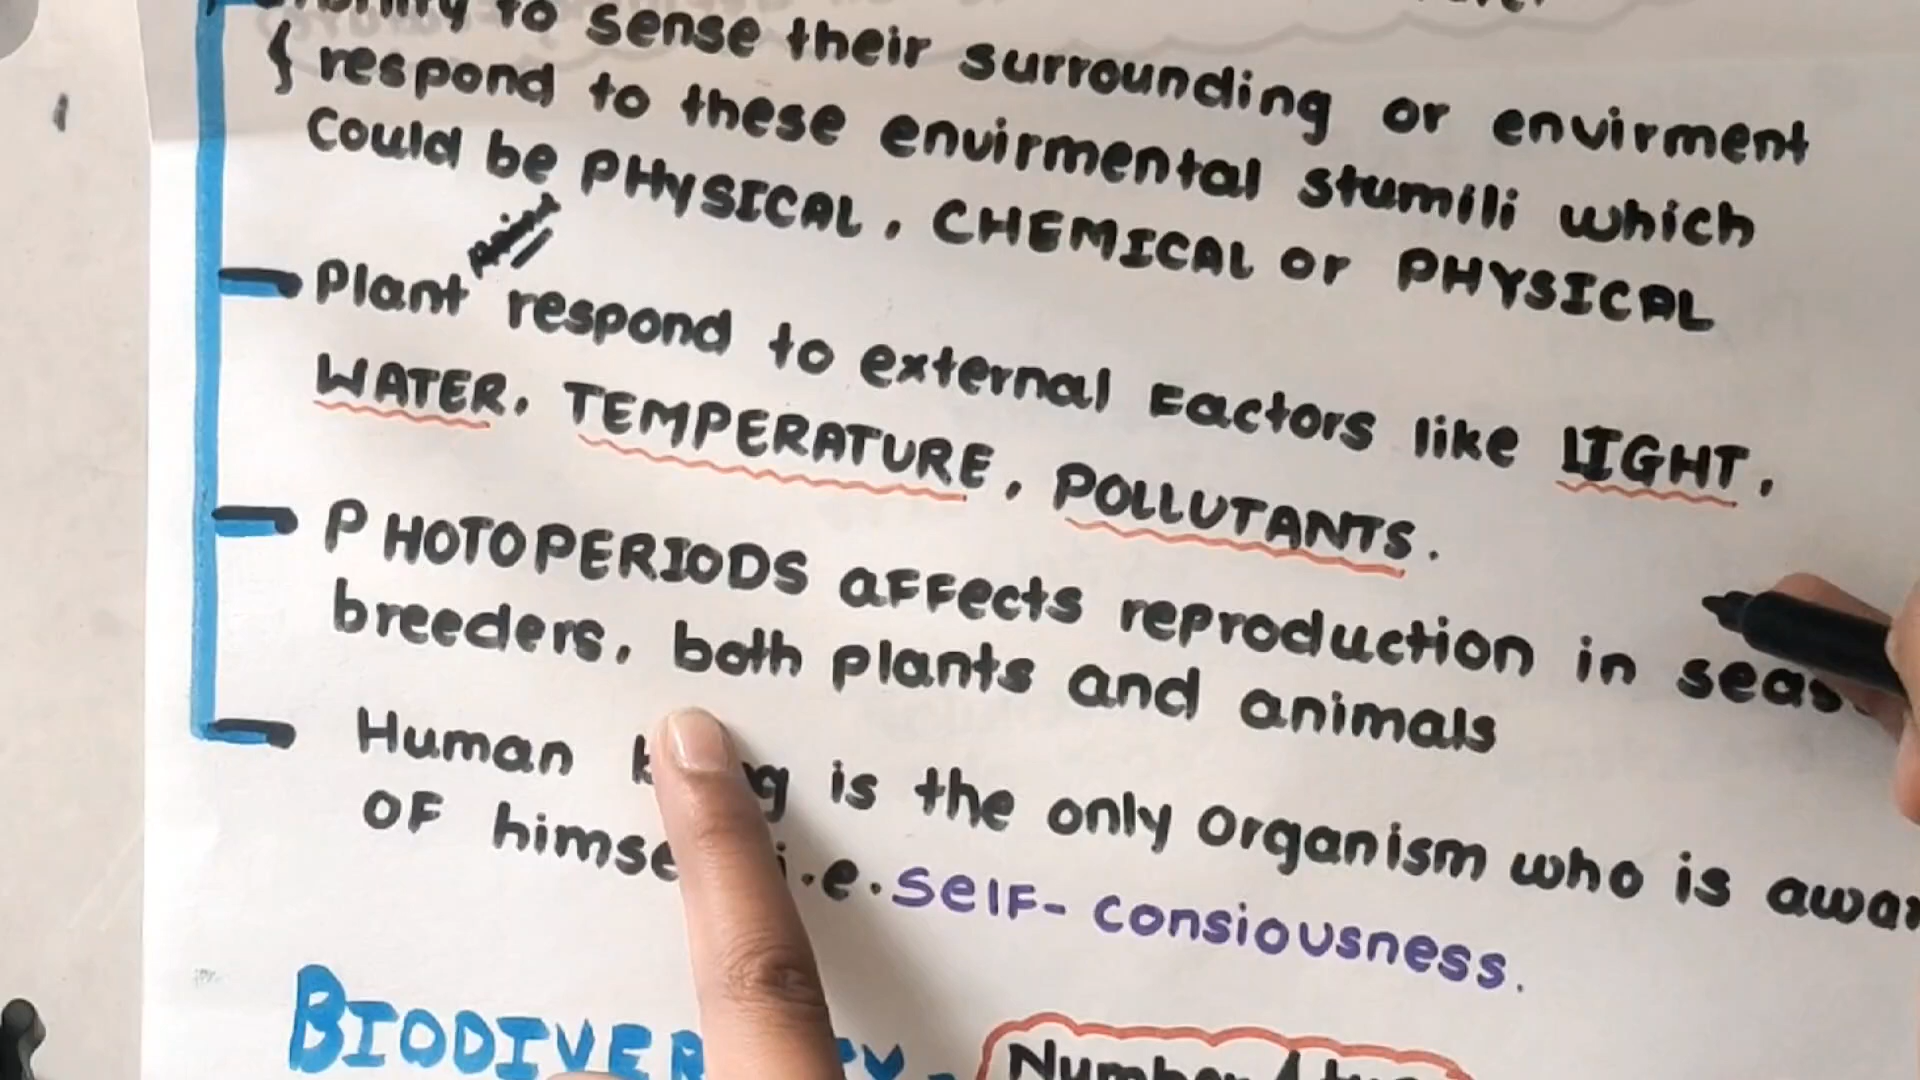 to sense their surrounding or envirment
{ respond to these envirmental stumili which
Could be PHYSICAL, CHEMICAL or PHYSICAL
Plant respond to external Factors like LIGHT,
WATER, TEMPERATURE, POLLUTANTS.
PHOTOPERIODS aFFects reproduction in
breeders, both plants and animals
Human is the only organism who is
OF i.e. SelF- Consiousness.
Number